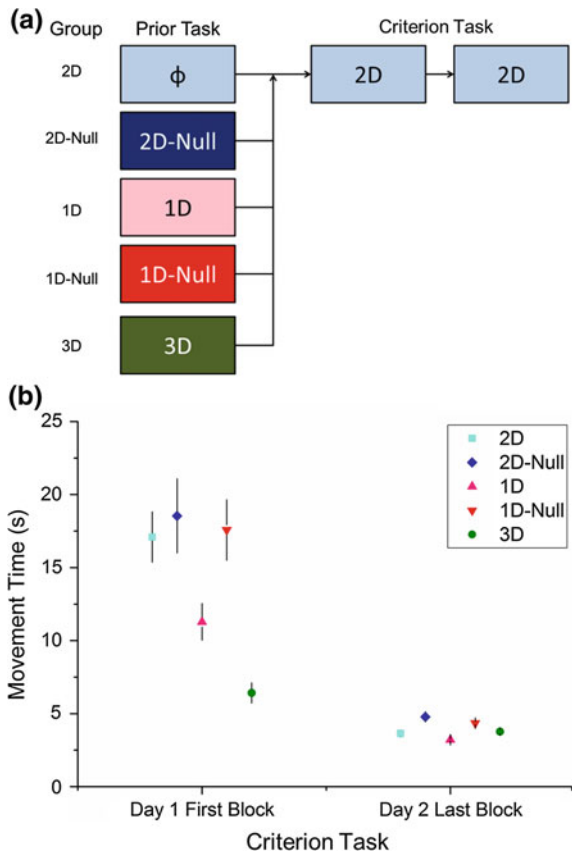 (a)
Group Prior Task Criterion Task
2D ϕ 2D 2D
2D-Null 2D-Null
1D 1D
1D-Null 1D-Null
3D 3D
(b)
25
20
15
10
5
0
Movement Time (s)
2D
2D-Null
1D
1D-Null
3D
Day 1 First Block Day 2 Last Block
Criterion Task